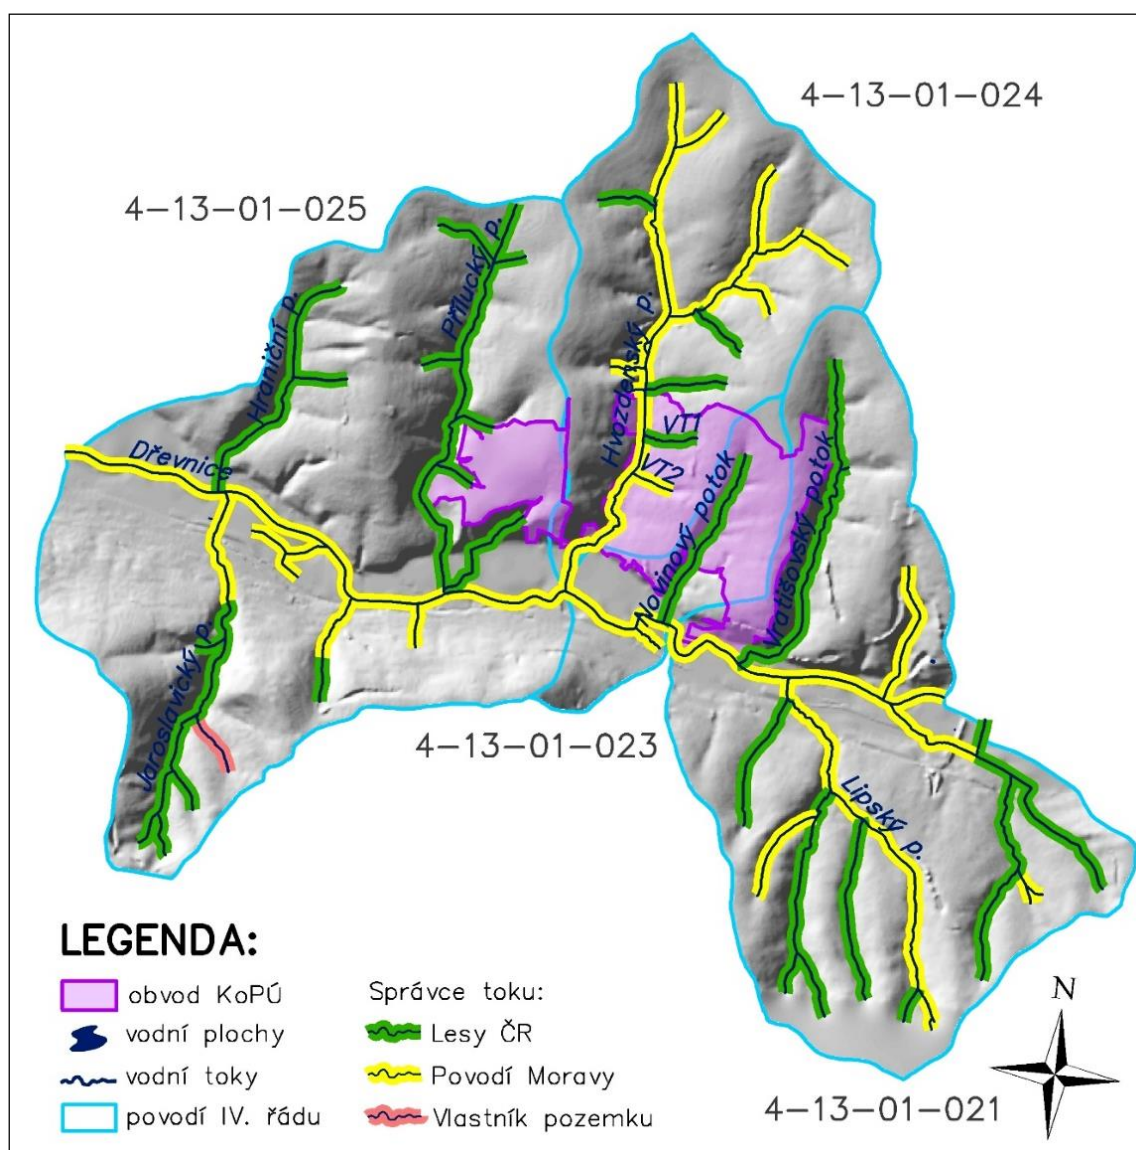 4-13-01-024
4-13-01-025
Přílucký p.
Hraniční p.
Hvozdenský p.
VT1
Dřevnice
VT2
Novinový potok
Vratišovský potok
Jaroslavický p.
4-13-01-023
Lipský p.
LEGENDA:
obvod KoPÚ
vodní plochy
vodní toky
povodí IV. řádu
Správce toku:
Lesy ČR
Povodí Moravy
Vlastník pozemku
N
4-13-01-021